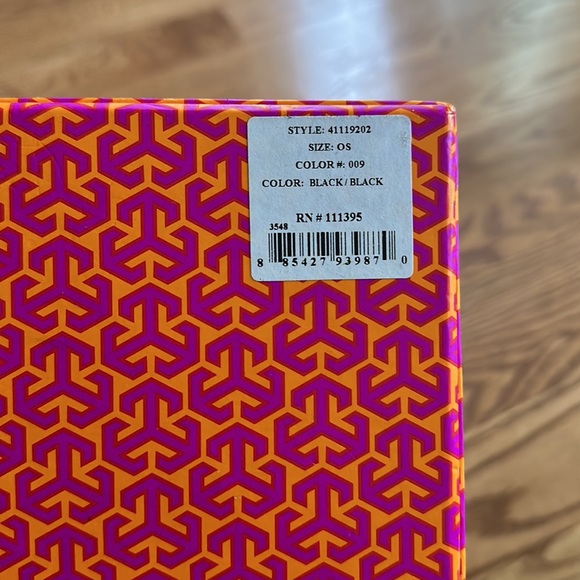 STYLE: 41119202
SIZE: OS
COLOR #: 009
COLOR: BLACK / BLACK
RN # 111395
3548
8 85427 93987 0